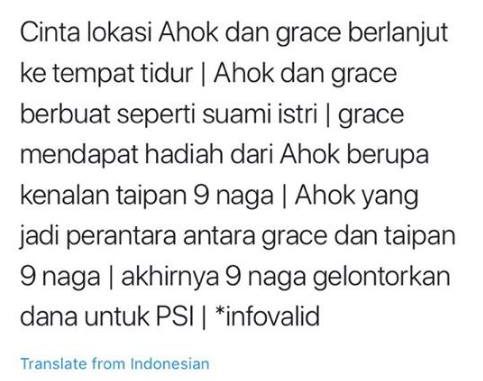 Cinta lokasi Ahok dan grace berlanjut
ke tempat tidur | Ahok dan grace
berbuat seperti suami istri | grace
mendapat hadiah dari Ahok berupa
kenalan taipan 9 naga | Ahok yang
jadi perantara antara grace dan taipan
9 naga | akhirnya 9 naga gelontorkan
dana untuk PSI | *infovalid
Translate from Indonesian